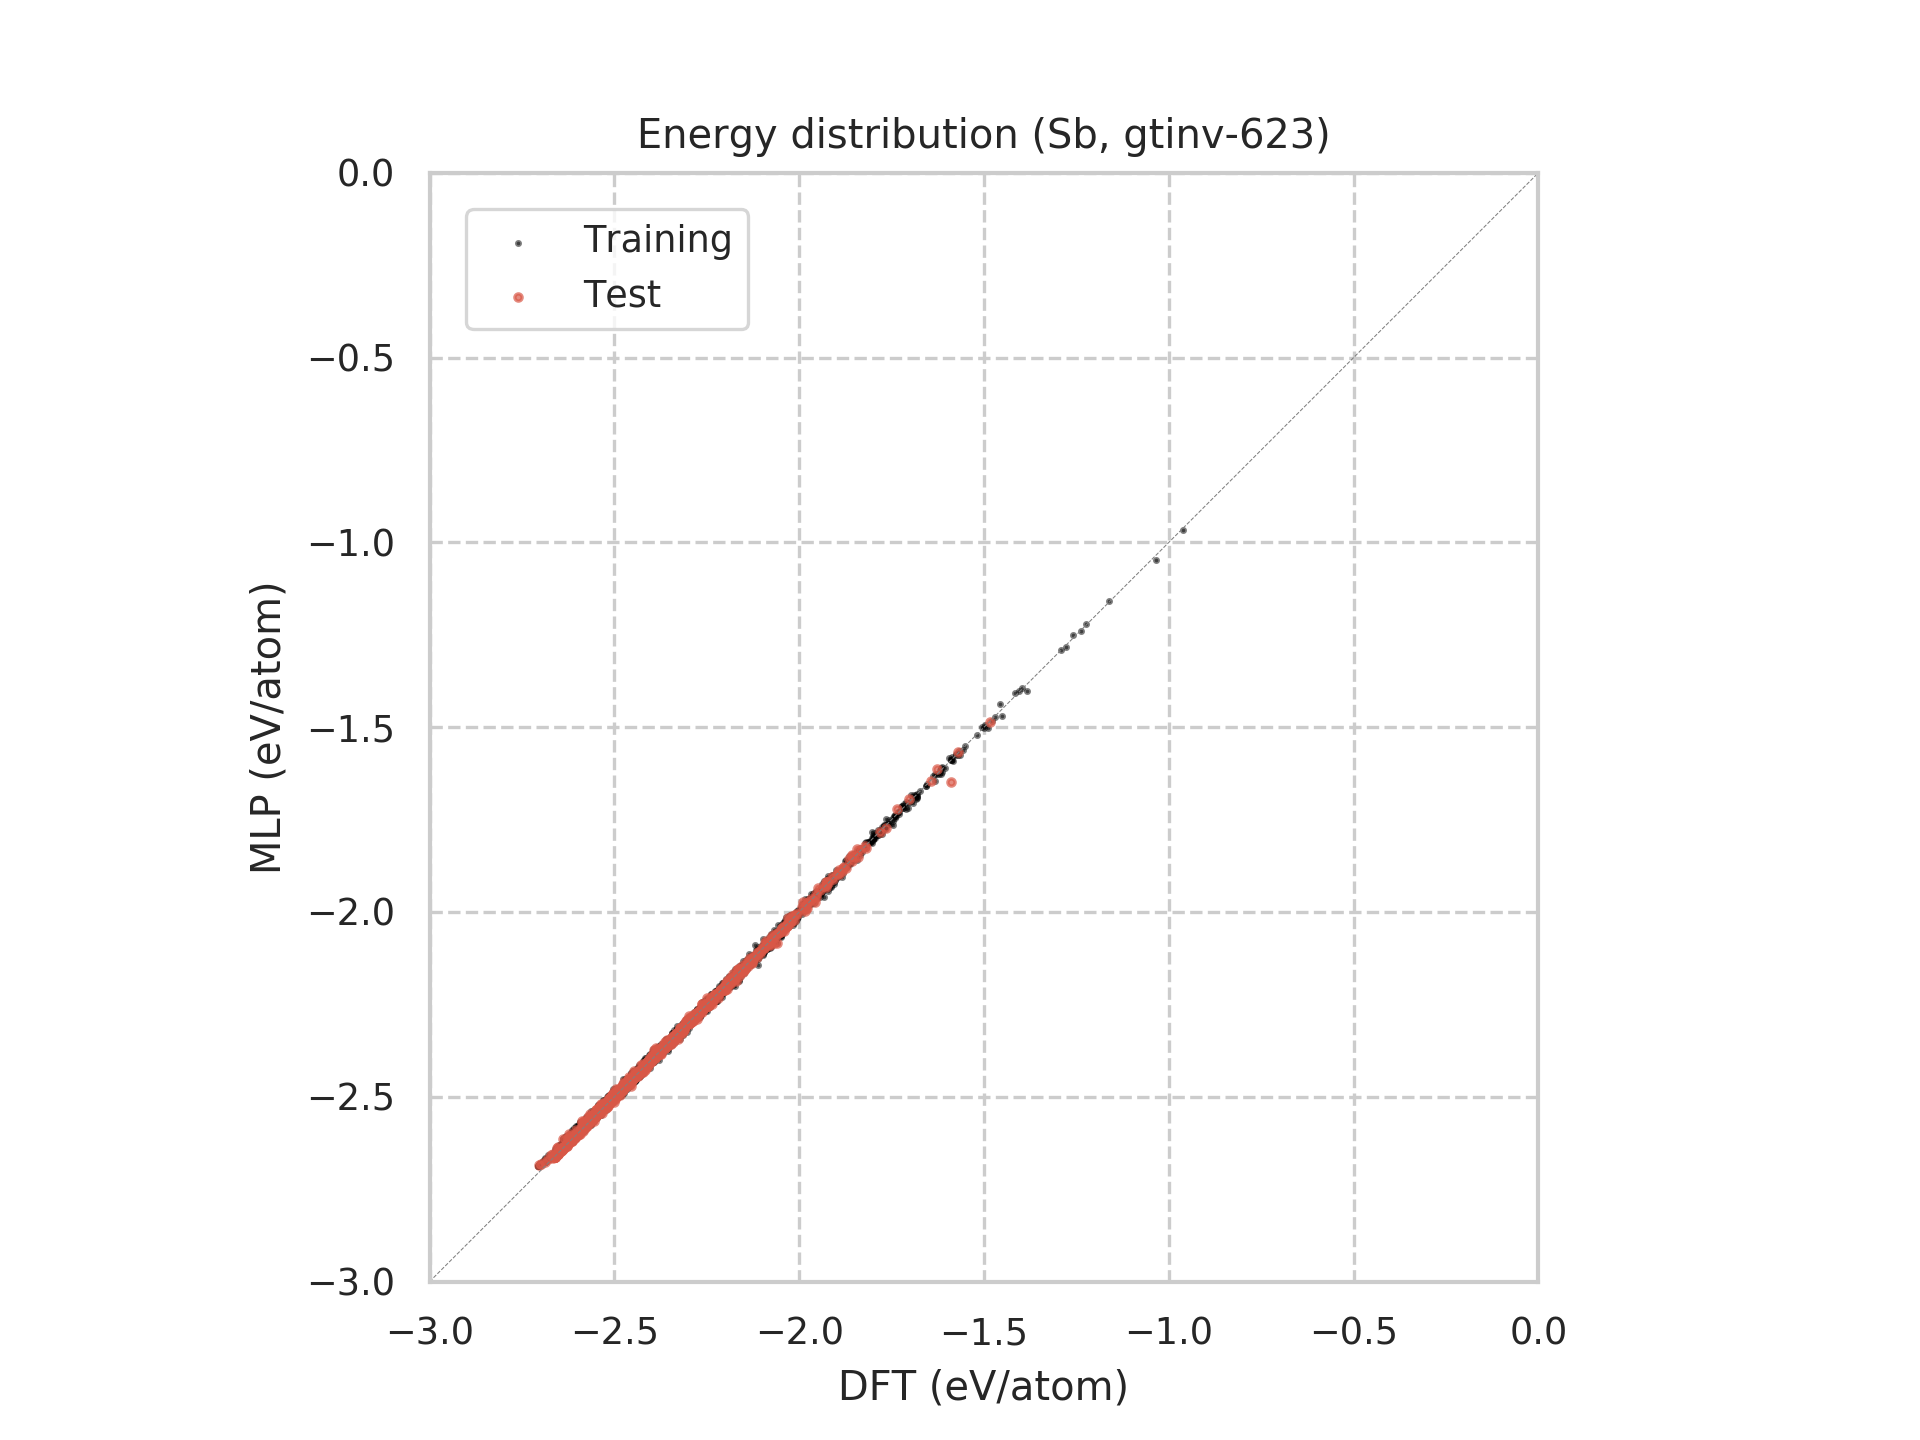 Energy distribution (Sb, gtinv-623)
0.0
−0.5
−1.0
−1.5
−2.0
−2.5
−3.0
MLP (eV/atom)
Training
Test
−3.0 −2.5 −2.0 −1.5 −1.0 −0.5 0.0
DFT (eV/atom)